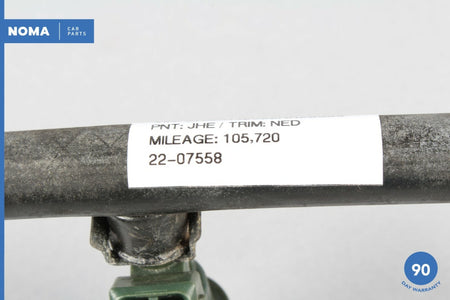 NOMA
CAR
PARTS
PNT: JHE / TRIM: NED
MILEAGE: 105,720
22-07558
90
DAY WARRANTY